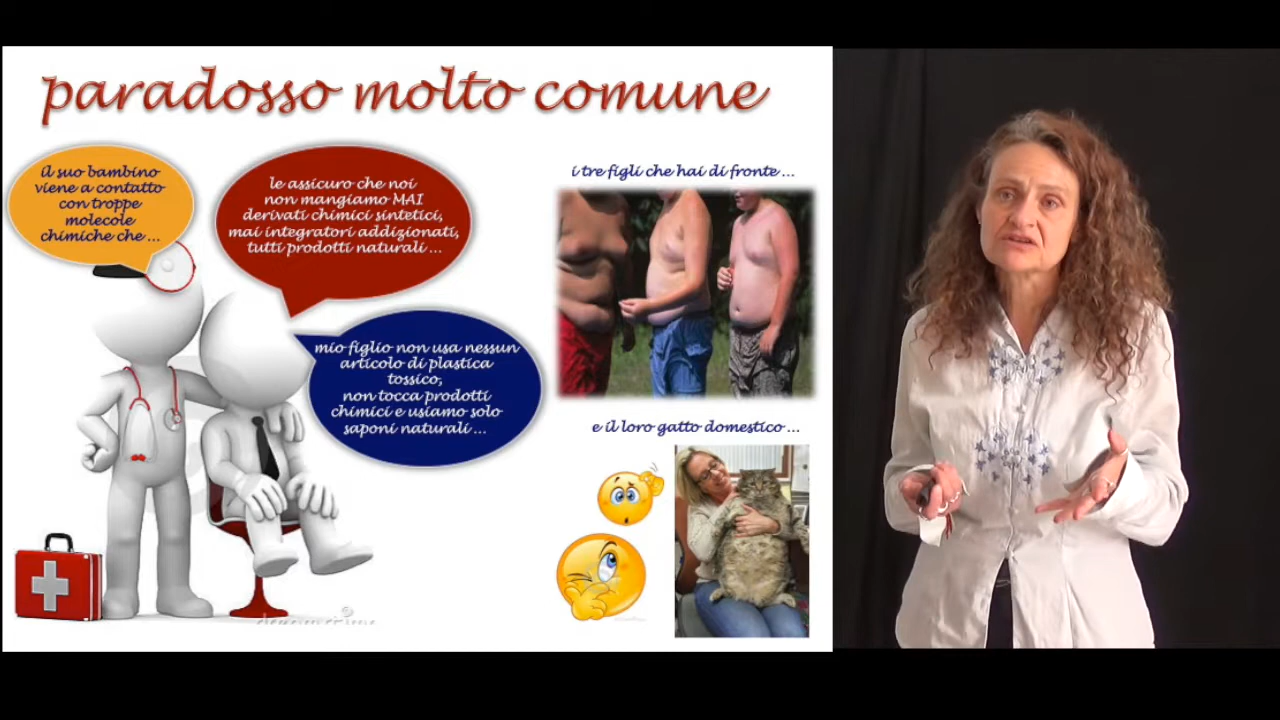 paradosso molto comune
il suo bambino
viene a contatto
con troppe
molecole
chimiche che ...
le assicuro che noi
non mangiamo MAI
derivati chimici sintetici,
mai integratori addizionati,
tutti prodotti naturali ...
mio figlio non usa nessun
articolo di plastica
tossico,
non tocca prodotti
chimici e usiamo solo
saponi naturali ...
i tre figli che hai di fronte ...
e il loro gatto domestico ...
dreamstime